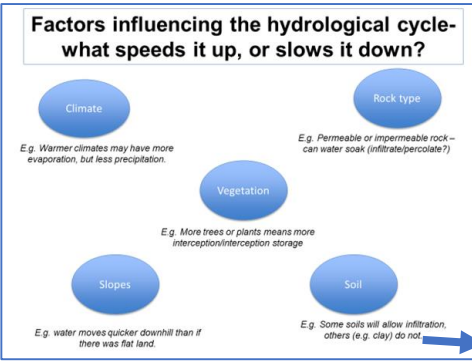 Factors influencing the hydrological cycle-
what speeds it up, or slows it down?
Climate
E.g. Warmer climates may have more
evaporation, but less precipitation.
Rock type
E.g. Permeable or impermeable rock –
can water soak (infiltrate/percolate?)
Vegetation
E.g. More trees or plants means more
interception/interception storage
Slopes
E.g. water moves quicker downhill than if
there was flat land.
Soil
E.g. Some soils will allow infiltration,
others (e.g. clay) do not.